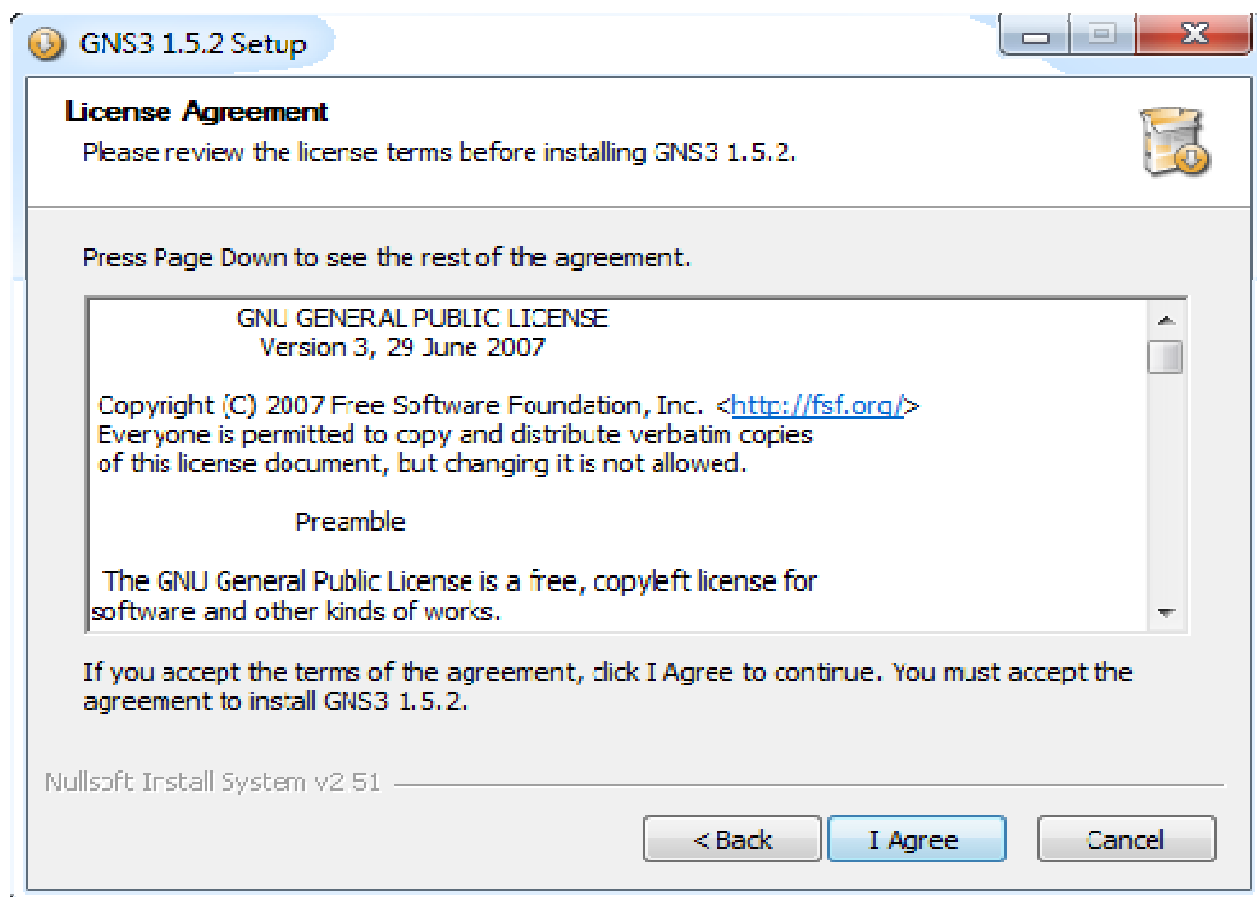 GNS3 1.5.2 Setup
License Agreement
Please review the license terms before installing GNS3 1.5.2.
Press Page Down to see the rest of the agreement.
GNU GENERAL PUBLIC LICENSE
Version 3, 29 June 2007
Copyright (C) 2007 Free Software Foundation, Inc. <http://fsf.org/>
Everyone is permitted to copy and distribute verbatim copies
of this license document, but changing it is not allowed.
Preamble
The GNU General Public License is a free, copyleft license for
software and other kinds of works.
If you accept the terms of the agreement, click I Agree to continue. You must accept the
agreement to install GNS3 1.5.2.
Nullsoft Install System v2.51
< Back I Agree Cancel